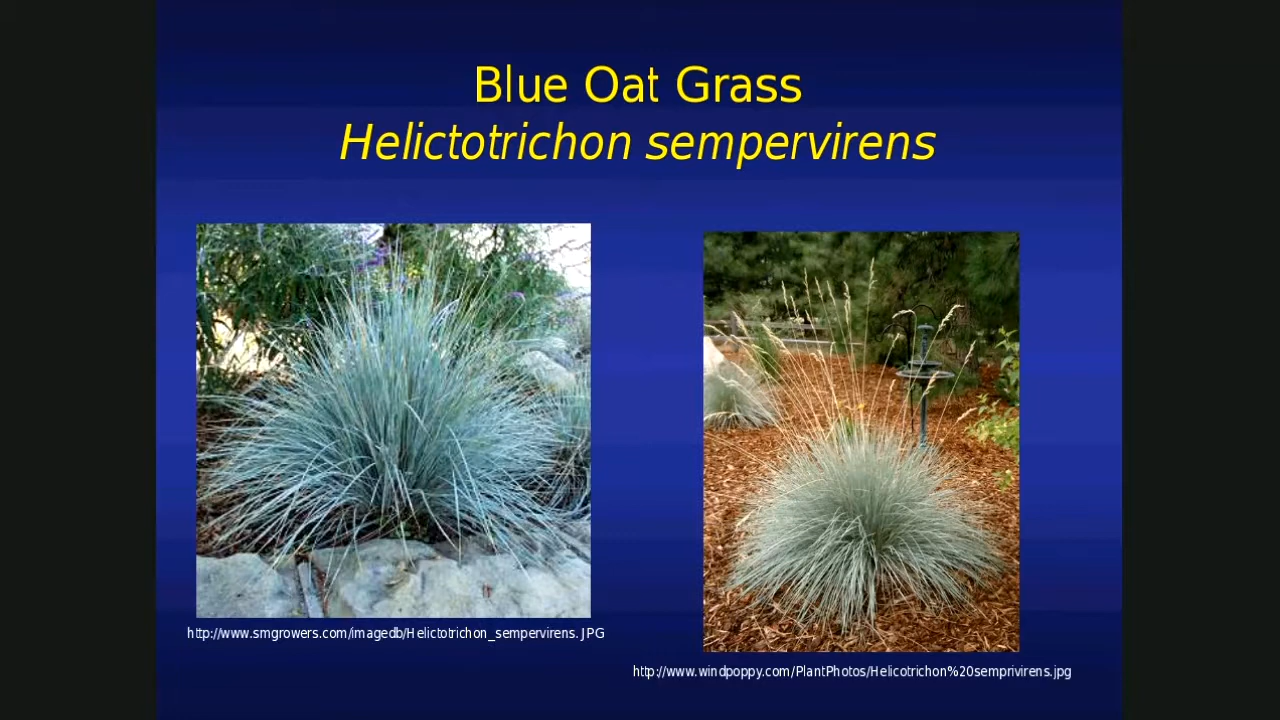 Blue Oat Grass
Helictotrichon sempervirens
http://www.smgrowers.com/imagedb/Helictotrichon_sempervirens.JPG
http://www.windpoppy.com/PlantPhotos/Helicotrichon%20semprivirens.jpg